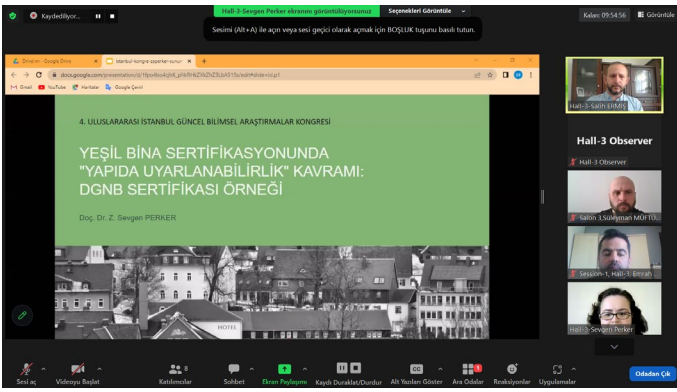 Kaydediliyor...
Hall-3-Sevgen Perker ekranını görüntülüyorsunuz
Seçenekleri Görüntüle
Kalan: 09:54:56
Görüntüle
Sesimi (Alt+A) ile açın veya sesi geçici olarak açmak için BOŞLUK tuşunu basılı tutun.
Drive'ım - Google Drive
istanbul-kongre-zsperker-sunum
Gmail
YouTube
Haritalar
Google Çeviri
4. ULUSLARARASI İSTANBUL GÜNCEL BİLİMSEL ARAŞTIRMALAR KONGRESİ
YEŞİL BİNA SERTİFİKASYONUNDA
"YAPIDA UYARLANABİLİRLİK" KAVRAMI:
DGNB SERTİFİKASI ÖRNEĞİ
Doç. Dr. Z. Sevgen PERKER
HOTEL
Hall-3-Salih ERMİŞ
Hall-3 Observer
Hall-3 Observer
Salon 3,Süleyman MÜFTÜ...
Session-1, Hall-3, Emrah...
Hall-3-Sevgen Perker
Sesi aç
Videoyu Başlat
8
Katılımcılar
Sohbet
Ekran Paylaşımı
Kaydı Duraklat/Durdur
CC
Alt Yazıları Göster
1
Ara Odalar
Reaksiyonlar
Uygulamalar
Odadan Çık